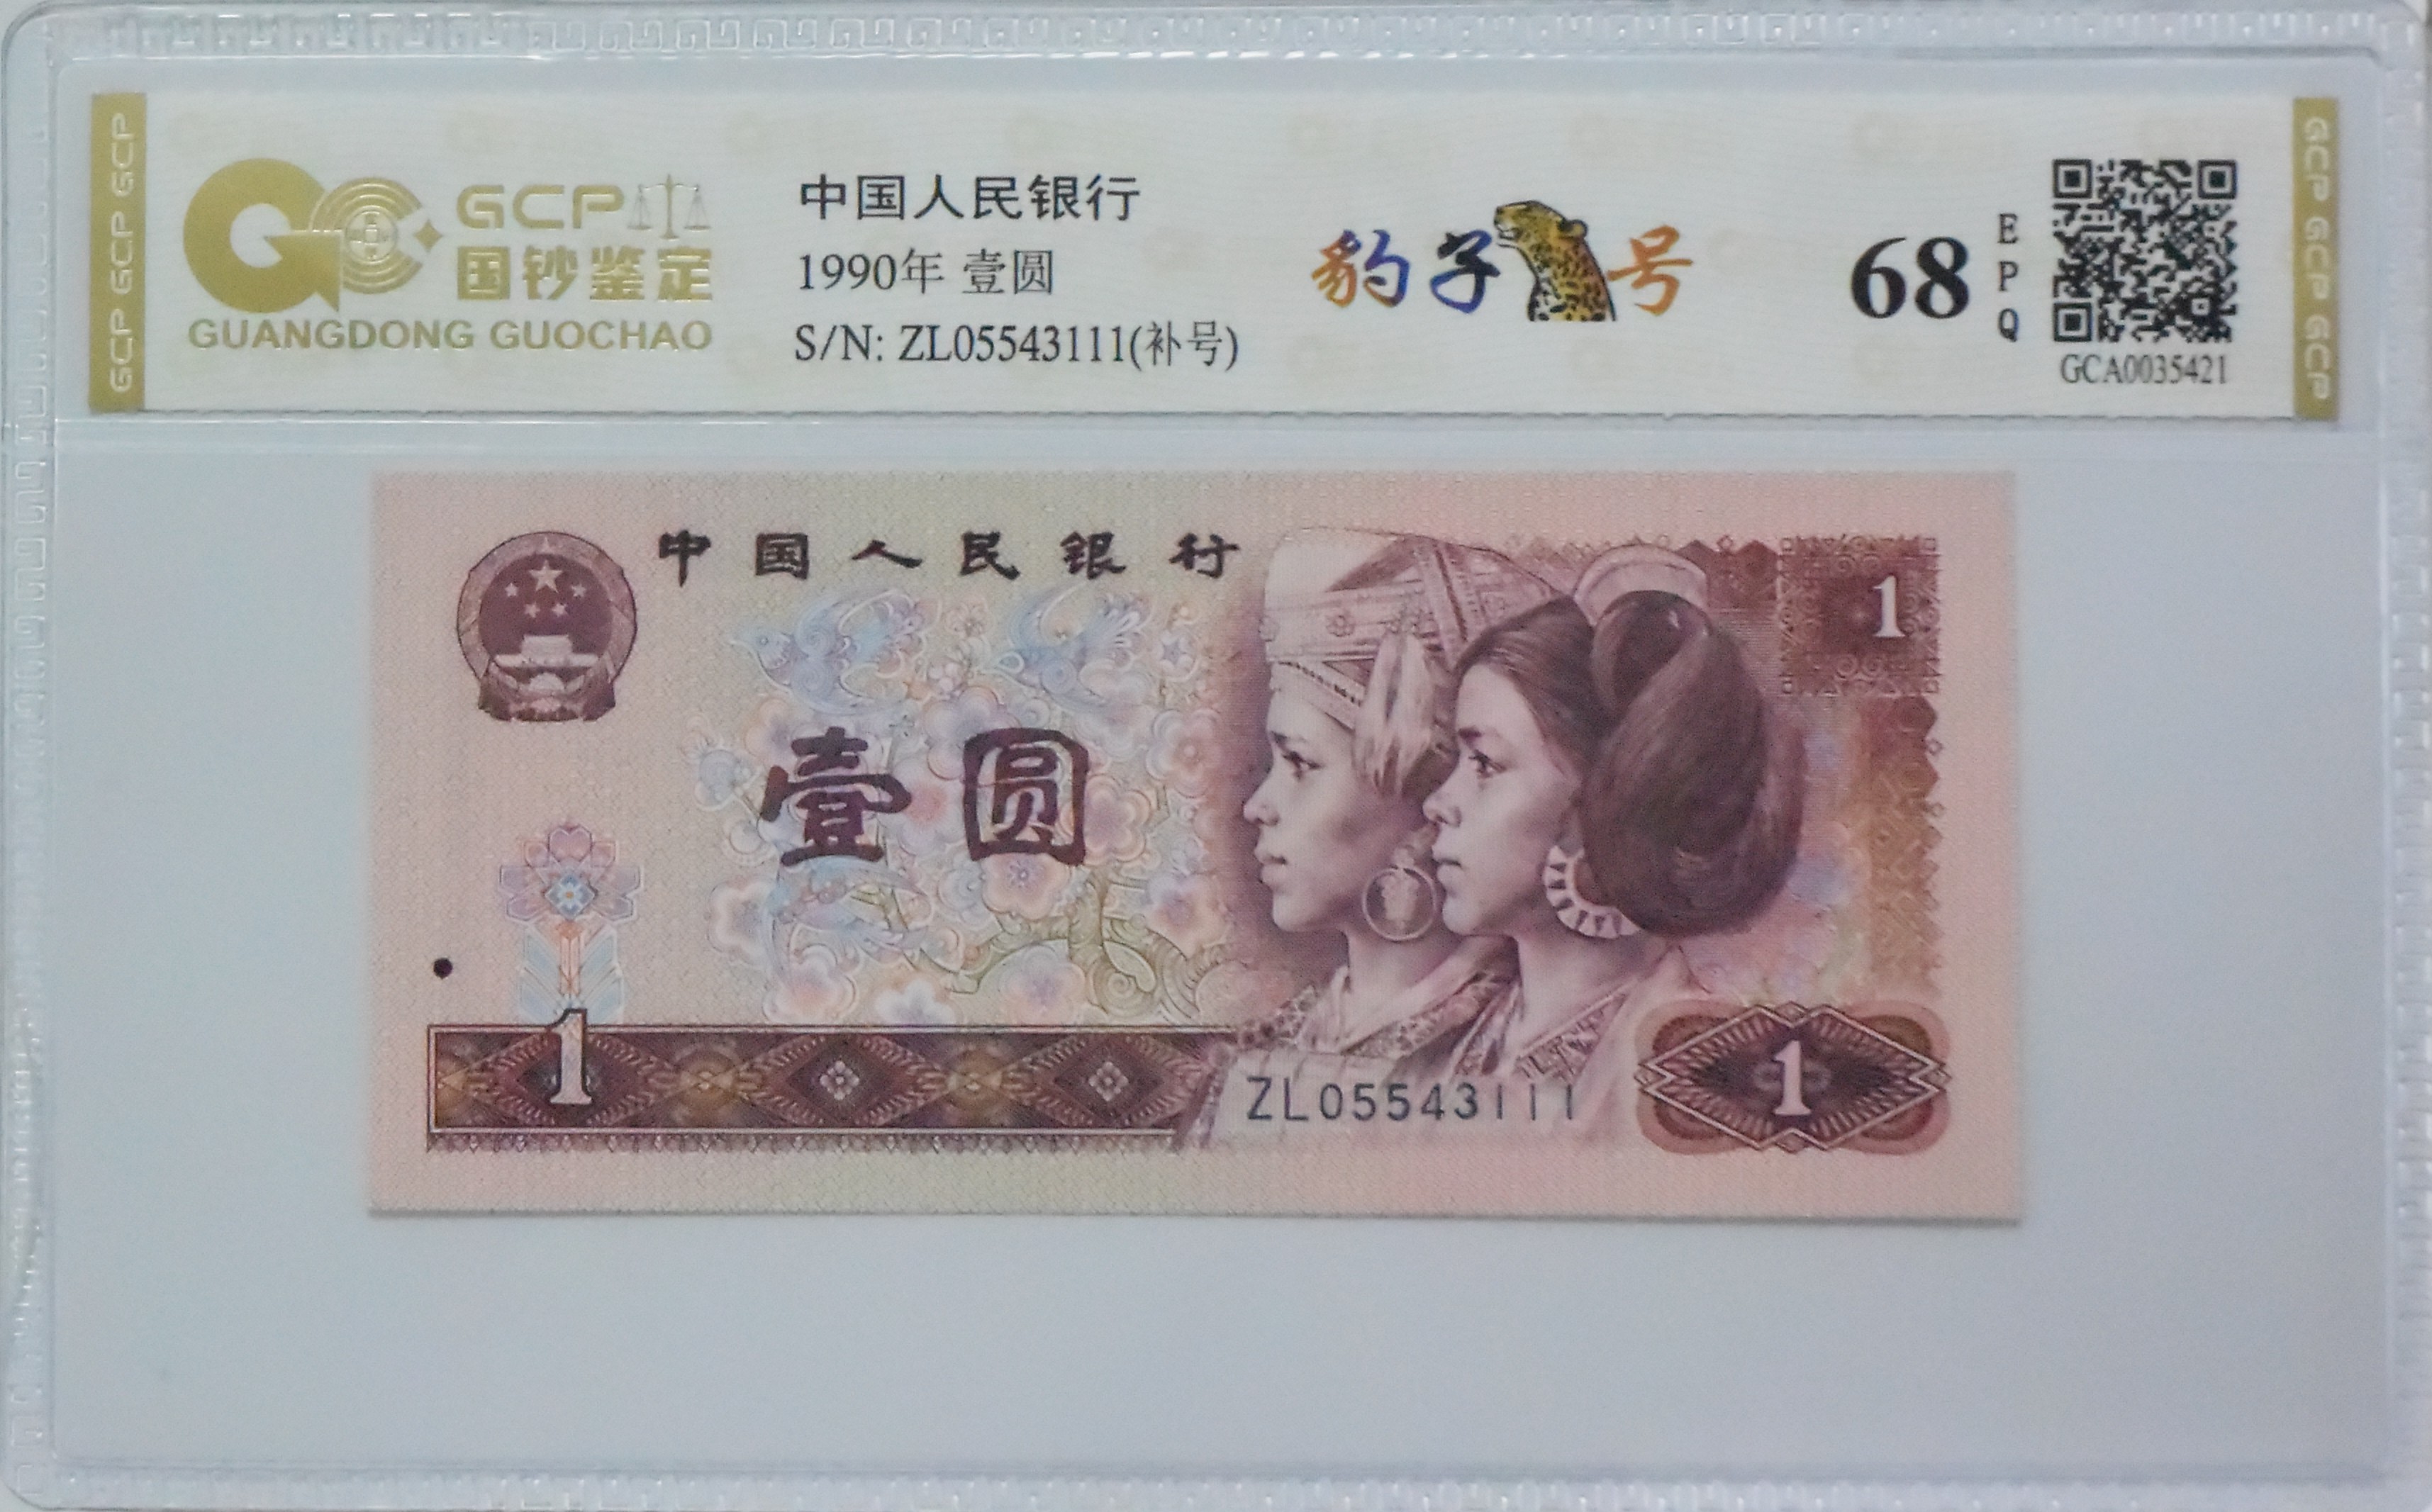 GCP GCP GCP
GCP
国钞鉴定
GUANGDONG GUOCHAO
中国人民银行
1990年 壹圆
S/N: ZL05543111(补号)
豹子号
68
EPQ
GCA0035421
GCP GCP GCP
中国人民银行
1
壹圆
1
ZL05543111
1